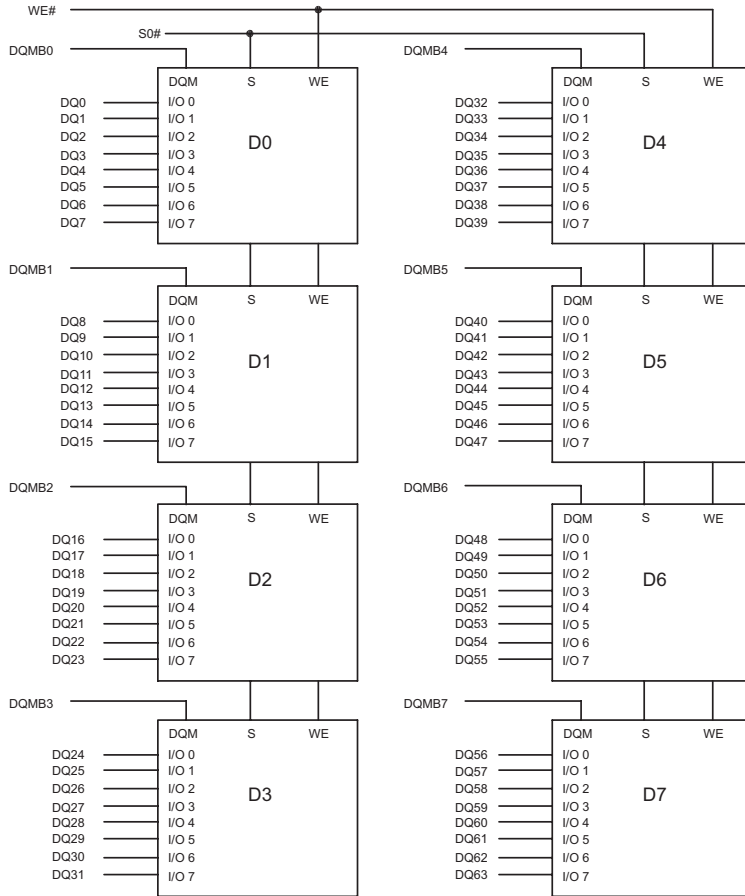 WE#
S0#
DQMB0 DQMB4
DQM S WE DQM S WE
DQ0 I/O 0 DQ32 I/O 0
DQ1 I/O 1 DQ33 I/O 1
DQ2 I/O 2 D0 DQ34 I/O 2 D4
DQ3 I/O 3 DQ35 I/O 3
DQ4 I/O 4 DQ36 I/O 4
DQ5 I/O 5 DQ37 I/O 5
DQ6 I/O 6 DQ38 I/O 6
DQ7 I/O 7 DQ39 I/O 7
DQMB1 DQMB5
DQM S WE DQM S WE
DQ8 I/O 0 DQ40 I/O 0
DQ9 I/O 1 DQ41 I/O 1
DQ10 I/O 2 D1 DQ42 I/O 2 D5
DQ11 I/O 3 DQ43 I/O 3
DQ12 I/O 4 DQ44 I/O 4
DQ13 I/O 5 DQ45 I/O 5
DQ14 I/O 6 DQ46 I/O 6
DQ15 I/O 7 DQ47 I/O 7
DQMB2 DQMB6
DQM S WE DQM S WE
DQ16 I/O 0 DQ48 I/O 0
DQ17 I/O 1 DQ49 I/O 1
DQ18 I/O 2 D2 DQ50 I/O 2 D6
DQ19 I/O 3 DQ51 I/O 3
DQ20 I/O 4 DQ52 I/O 4
DQ21 I/O 5 DQ53 I/O 5
DQ22 I/O 6 DQ54 I/O 6
DQ23 I/O 7 DQ55 I/O 7
DQMB3 DQMB7
DQM S WE DQM S WE
DQ24 I/O 0 DQ56 I/O 0
DQ25 I/O 1 DQ57 I/O 1
DQ26 I/O 2 D3 DQ58 I/O 2 D7
DQ27 I/O 3 DQ59 I/O 3
DQ28 I/O 4 DQ60 I/O 4
DQ29 I/O 5 DQ61 I/O 5
DQ30 I/O 6 DQ62 I/O 6
DQ31 I/O 7 DQ63 I/O 7